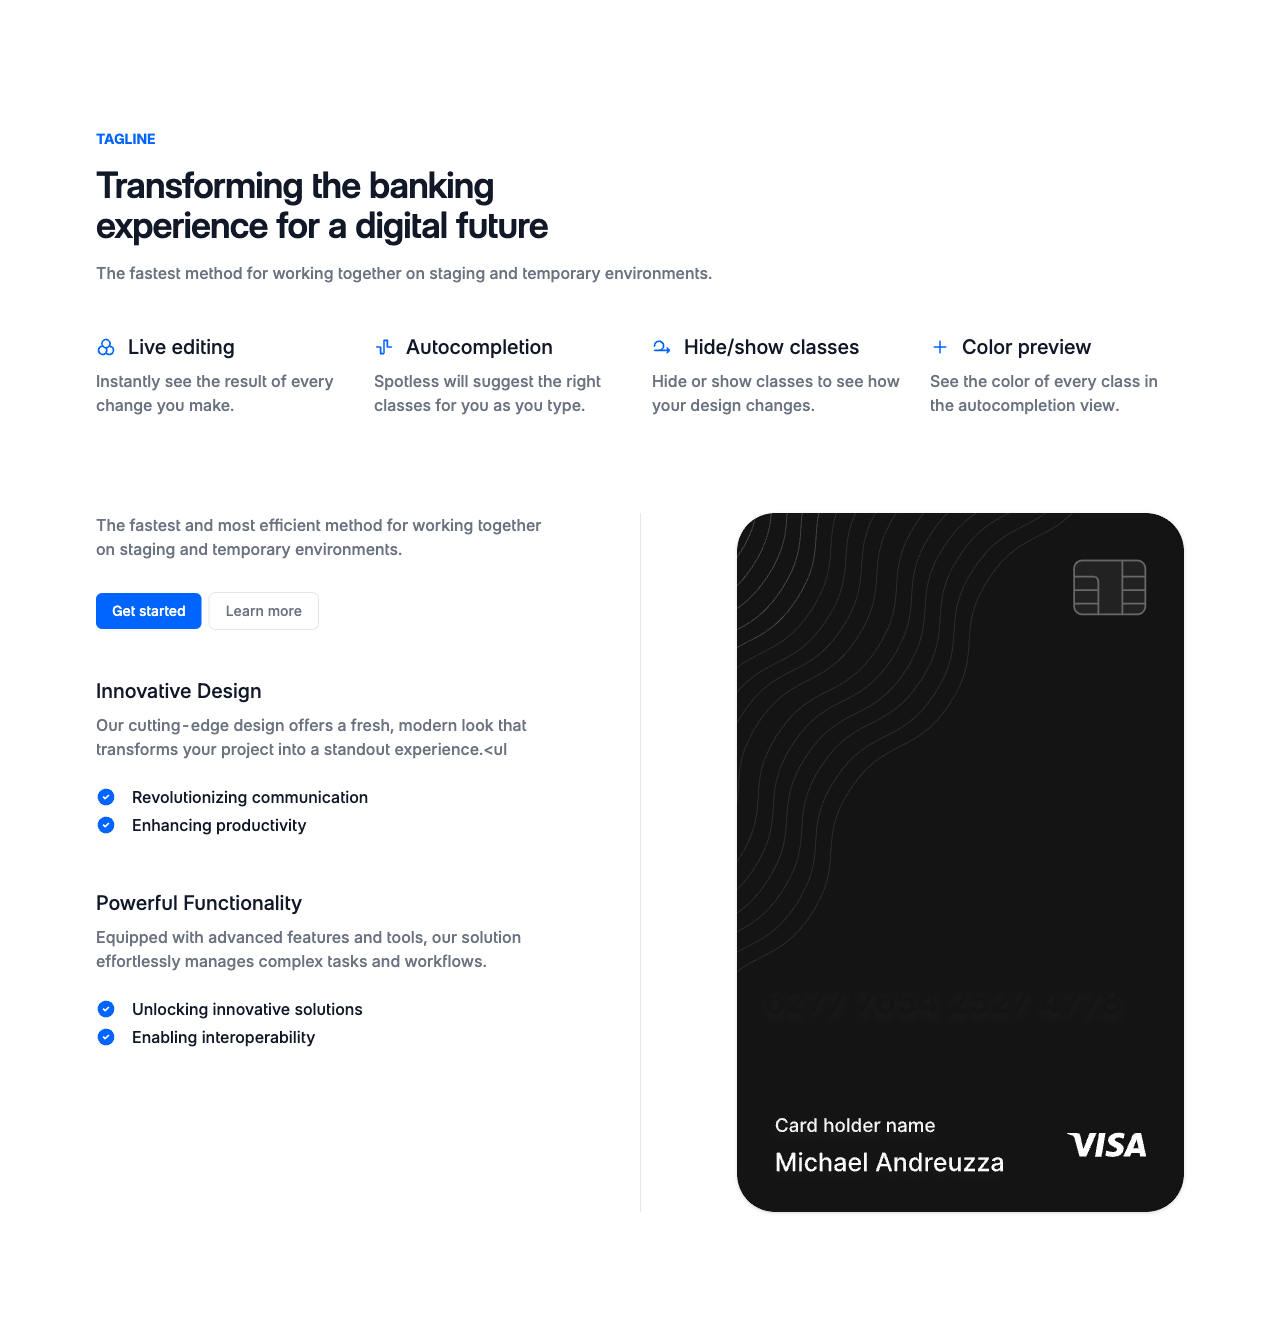 TAGLINE
Transforming the banking
experience for a digital future
The fastest method for working together on staging and temporary environments.
Live editing
Instantly see the result of every
change you make.
Autocompletion
Spotless will suggest the right
classes for you as you type.
Hide/show classes
Hide or show classes to see how
your design changes.
Color preview
See the color of every class in
the autocompletion view.
The fastest and most efficient method for working together
on staging and temporary environments.
Get started
Learn more
Innovative Design
Our cutting-edge design offers a fresh, modern look that
transforms your project into a standout experience.<ul
Revolutionizing communication
Enhancing productivity
Powerful Functionality
Equipped with advanced features and tools, our solution
effortlessly manages complex tasks and workflows.
Unlocking innovative solutions
Enabling interoperability
Card holder name
Michael Andreuzza
VISA